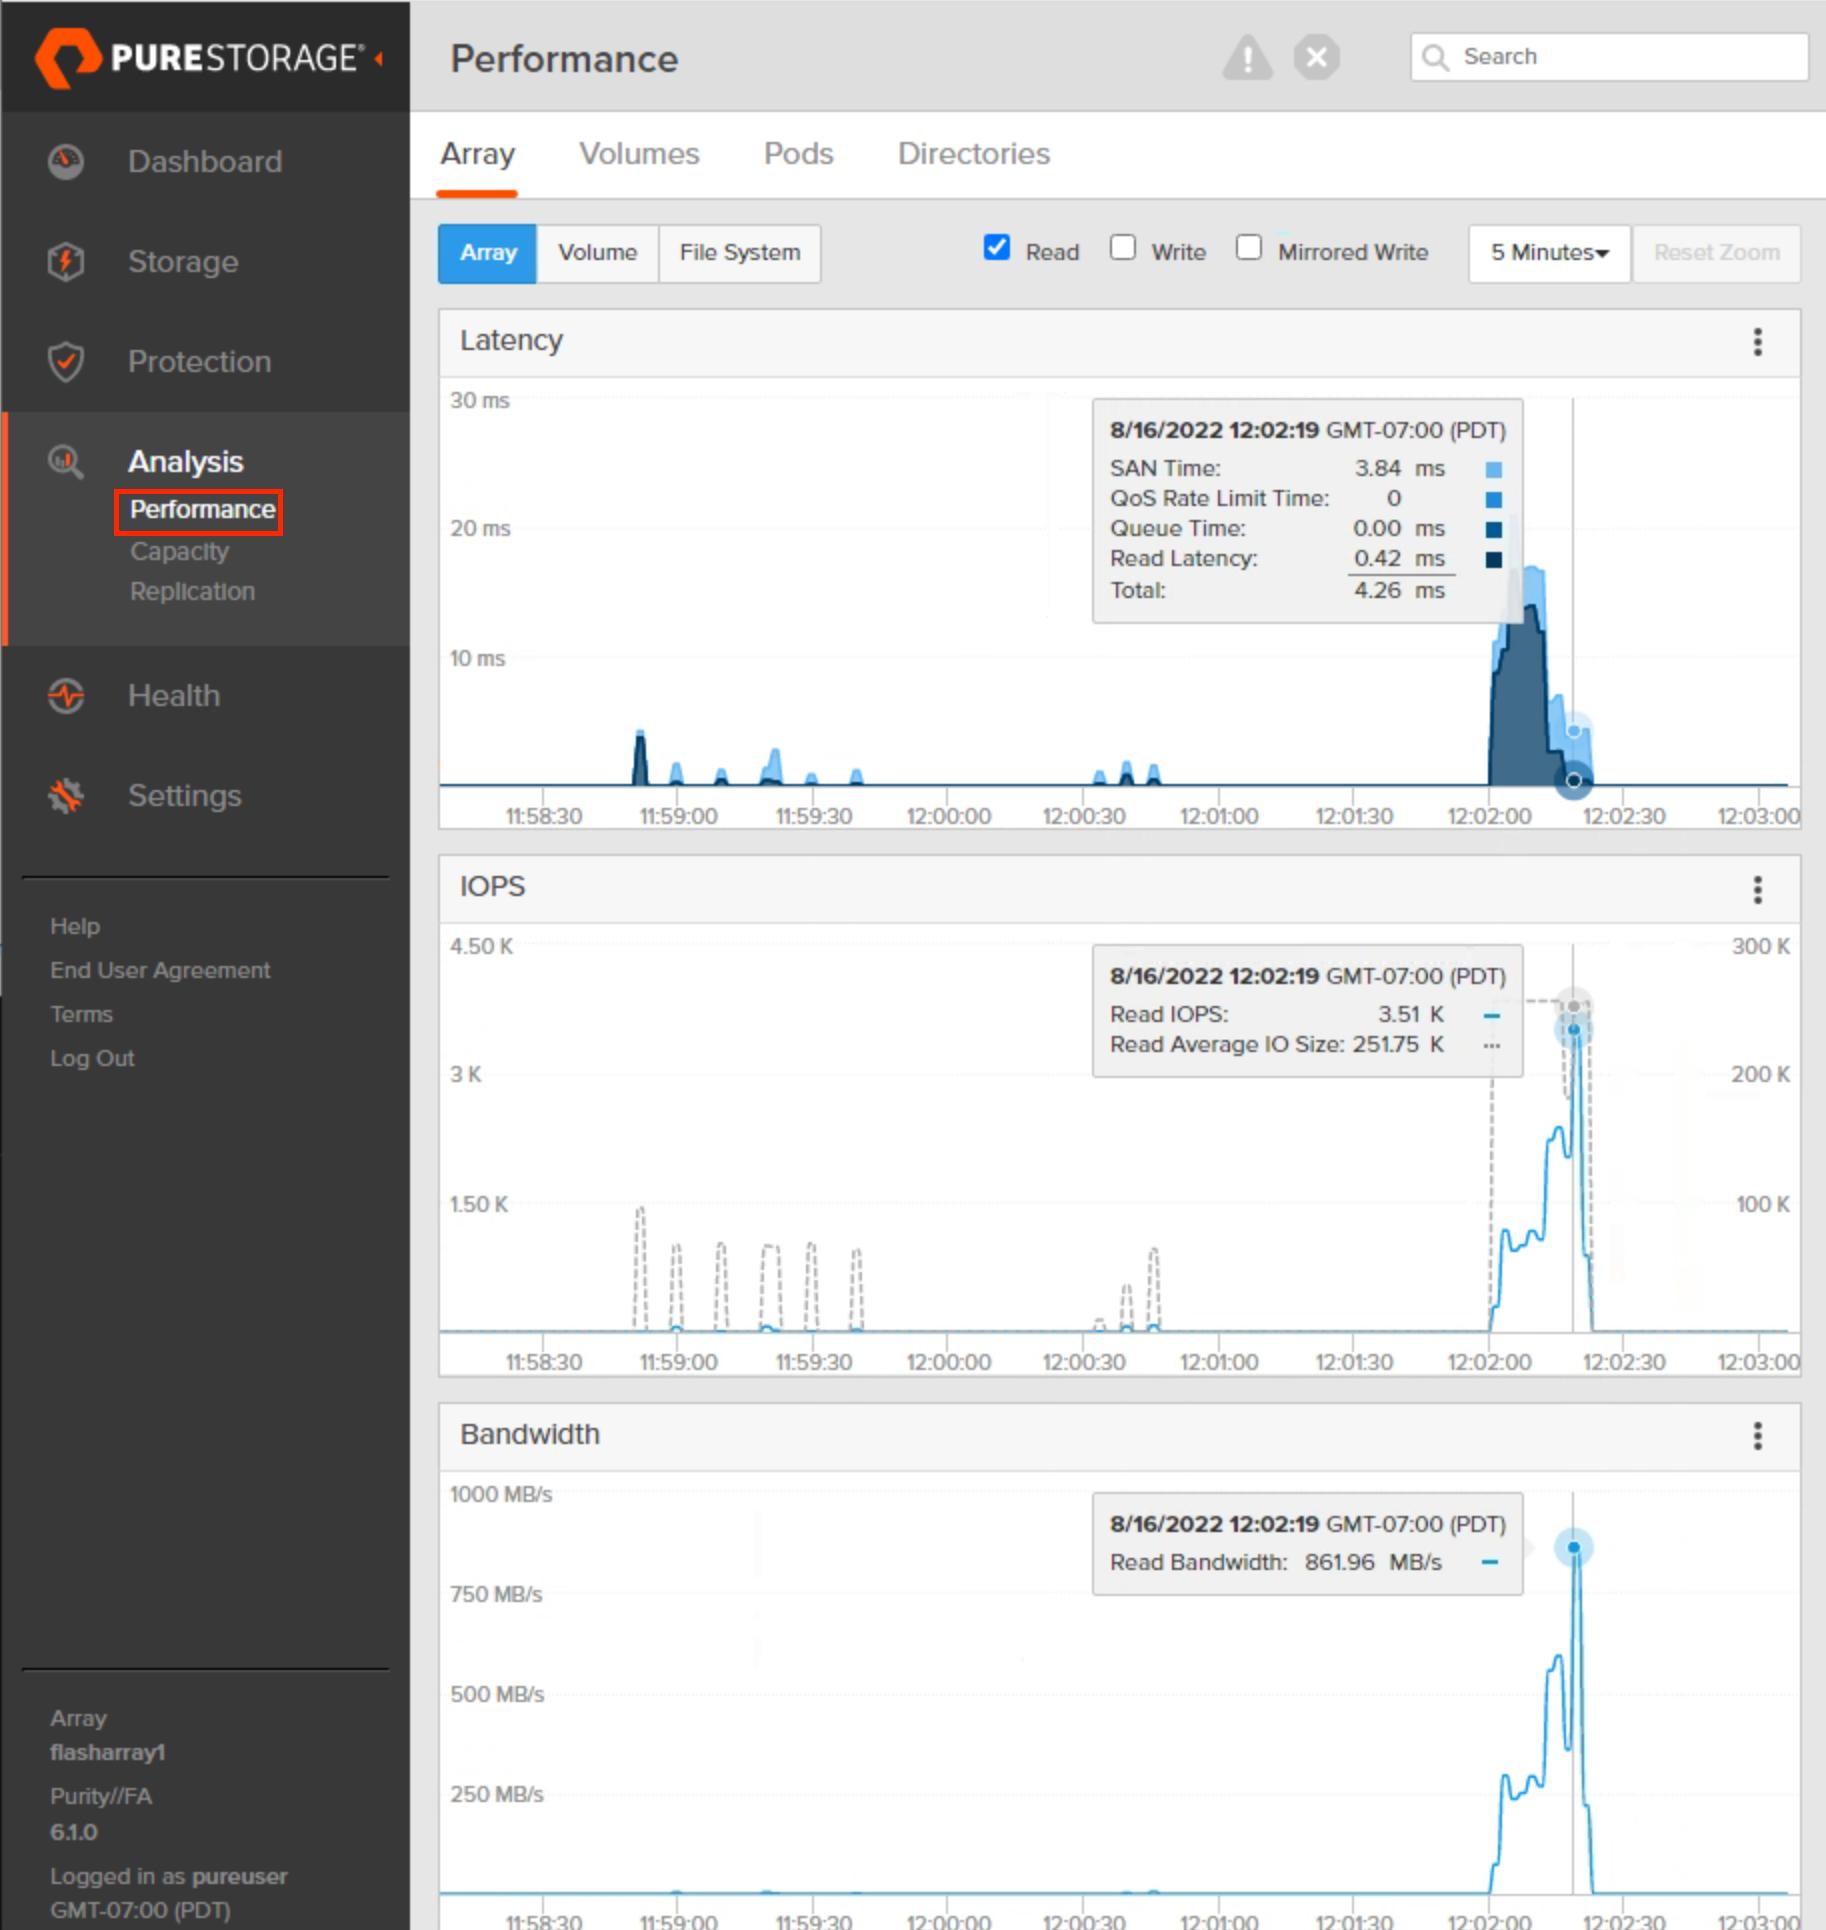 PURESTORAGE®
Performance
Search
Dashboard
Storage
Protection
Analysis
Performance
Capacity
Replication
Health
Settings
Help
End User Agreement
Terms
Log Out
Array
flasharray1
Purity//FA
6.1.0
Logged in as pureuser
GMT-07:00 (PDT)
Array Volumes Pods Directories
Array Volume File System Read Write Mirrored Write 5 Minutes Reset Zoom
Latency
30 ms
20 ms
10 ms
8/16/2022 12:02:19 GMT-07:00 (PDT)
SAN Time: 3.84 ms
QoS Rate Limit Time: 0
Queue Time: 0.00 ms
Read Latency: 0.42 ms
Total: 4.26 ms
11:58:30 11:59:00 11:59:30 12:00:00 12:00:30 12:01:00 12:01:30 12:02:00 12:02:30 12:03:00
IOPS
4.50 K 300 K
3 K 200 K
1.50 K 100 K
8/16/2022 12:02:19 GMT-07:00 (PDT)
Read IOPS: 3.51 K
Read Average IO Size: 251.75 K
11:58:30 11:59:00 11:59:30 12:00:00 12:00:30 12:01:00 12:01:30 12:02:00 12:02:30 12:03:00
Bandwidth
1000 MB/s
750 MB/s
500 MB/s
250 MB/s
8/16/2022 12:02:19 GMT-07:00 (PDT)
Read Bandwidth: 861.96 MB/s
11:58:30 11:59:00 11:59:30 12:00:00 12:00:30 12:01:00 12:01:30 12:02:00 12:02:30 12:03:00